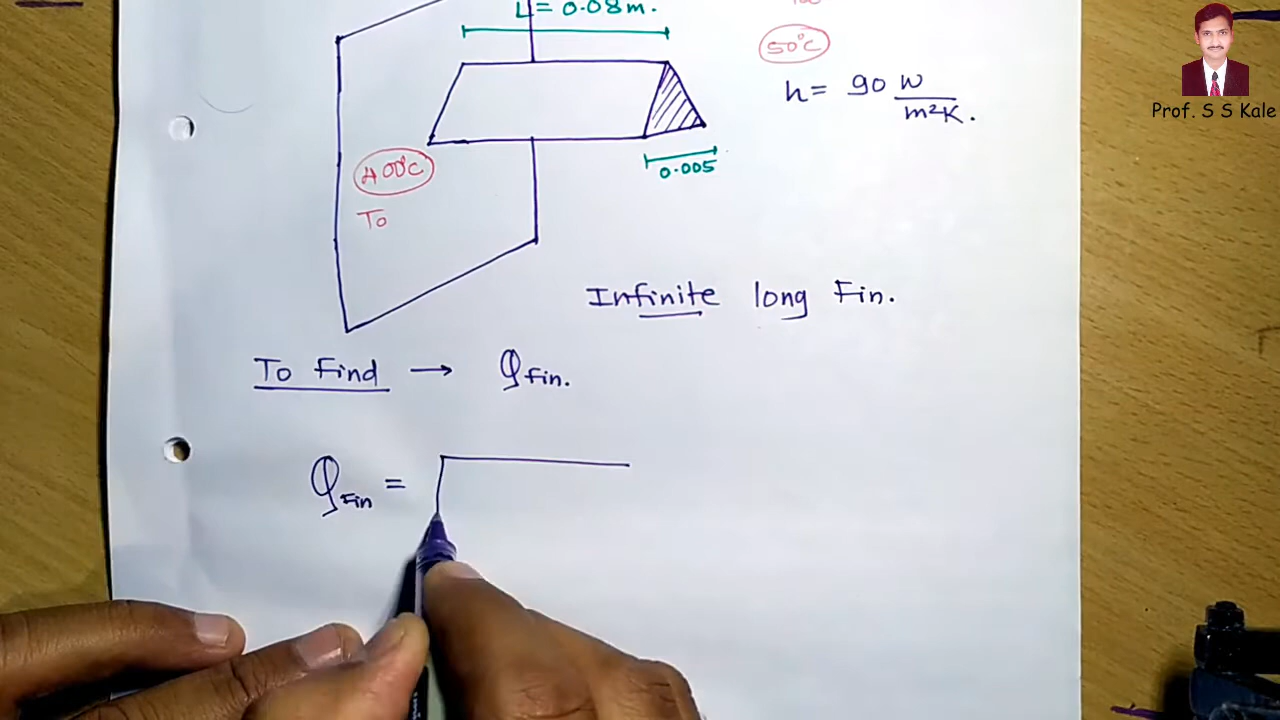 L = 0.08m.
50°C
h = 90 W/m²K.
Prof. S S Kale
0.005
400°C
To
Infinite long Fin.
To Find → Qfin.
QFin =